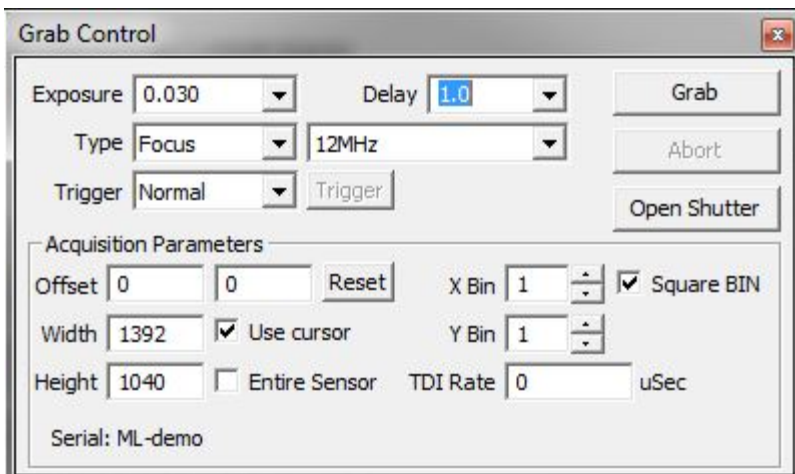 Grab Control
Exposure 0.030 Delay 1.0 Grab
Type Focus 12MHz Abort
Trigger Normal Trigger Open Shutter
Acquisition Parameters
Offset 0 0 Reset X Bin 1 Square BIN
Width 1392 Use cursor Y Bin 1
Height 1040 Entire Sensor TDI Rate 0 uSec
Serial: ML-demo